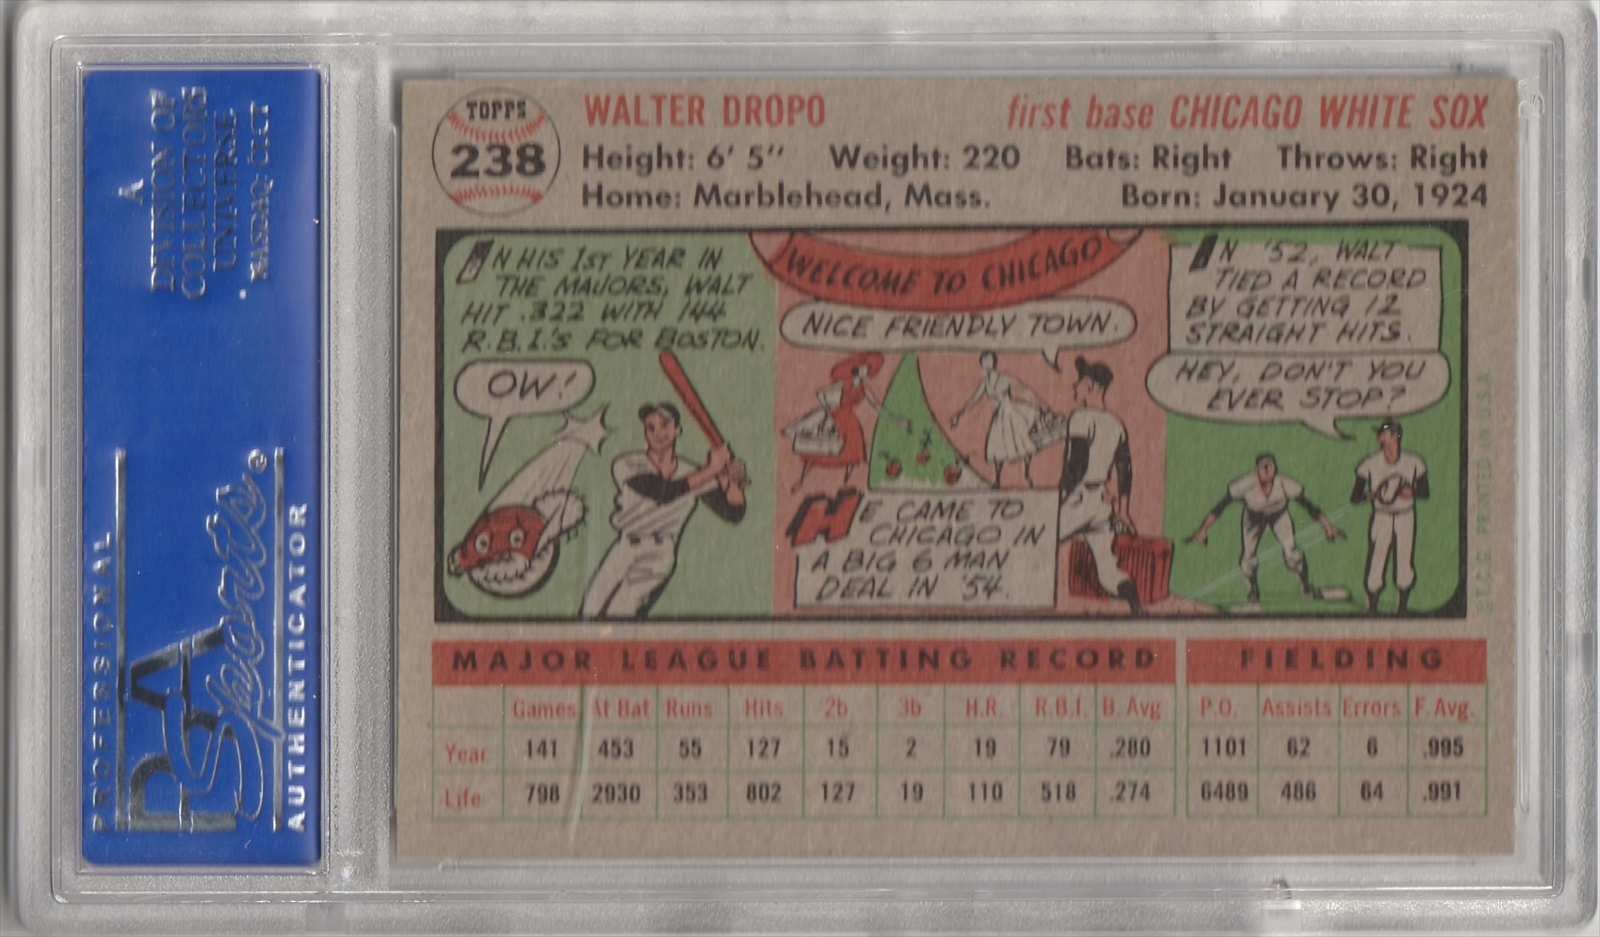 A
DIVISION OF
COLLECTORS
UNIVERSE
NASDAQ: CLCT
PROFESSIONAL
PSA
Sports
®
AUTHENTICATOR
TOPPS
238
WALTER DROPO first base CHICAGO WHITE SOX
Height: 6' 5" Weight: 220 Bats: Right Throws: Right
Home: Marblehead, Mass. Born: January 30, 1924
IN HIS 1ST YEAR IN
THE MAJORS, WALT
HIT .322 WITH 144
R.B.I.'S FOR BOSTON.
OW!
WELCOME TO CHICAGO
NICE FRIENDLY TOWN.
HE CAME TO
CHICAGO IN
A BIG 6 MAN
DEAL IN '54.
IN '52, WALT
TIED A RECORD
BY GETTING 12
STRAIGHT HITS.
HEY, DON'T YOU
EVER STOP?
© T.C.G. PRINTED IN U.S.A.
MAJOR LEAGUE BATTING RECORD FIELDING
Games At Bat Runs Hits 2b 3b H.R. R.B.I. B. Avg P.O. Assists Errors F. Avg.
Year 141 453 55 127 15 2 19 79 .280 1101 62 6 .995
Life 798 2930 353 802 127 19 110 518 .274 6489 486 64 .991